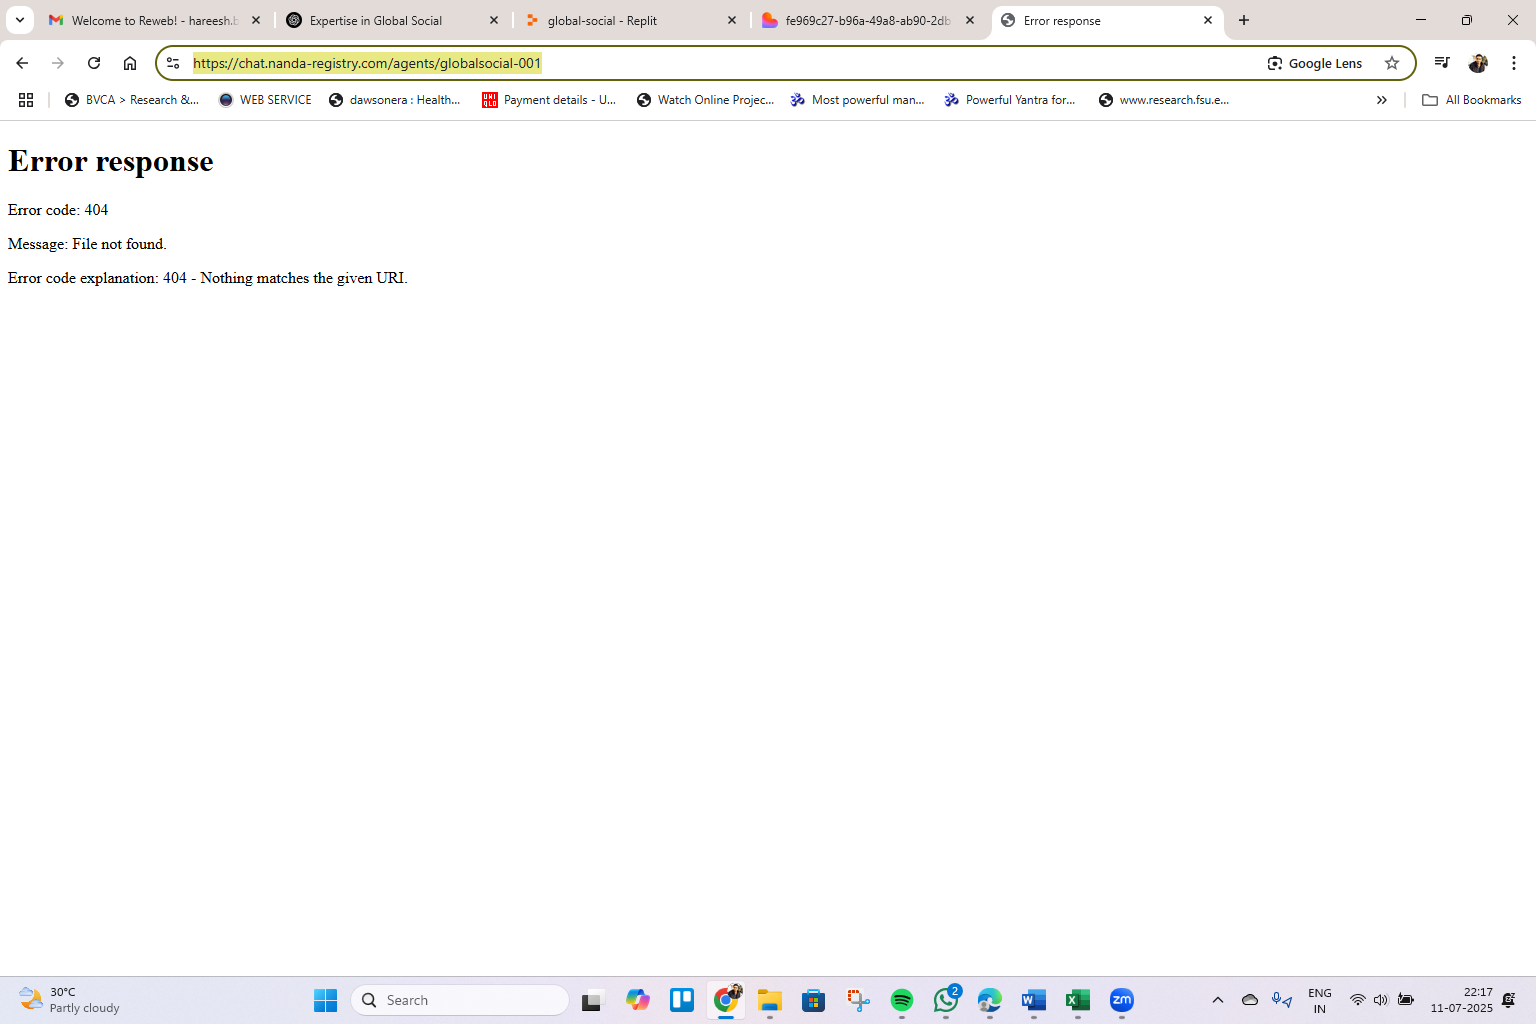 Welcome to Reweb! - hareesh.b
Expertise in Global Social
global-social - Replit
fe969c27-b96a-49a8-ab90-2db
Error response
https://chat.nanda-registry.com/agents/globalsocial-001
Google Lens
BVCA > Research &...
WEB SERVICE
dawsonera : Health...
UNI
QLO
Payment details - U...
Watch Online Projec...
Most powerful man...
Powerful Yantra for...
www.research.fsu.e...
All Bookmarks
Error response
Error code: 404
Message: File not found.
Error code explanation: 404 - Nothing matches the given URI.
30°C
Partly cloudy
Search
2
W
X
zm
ENG
IN
22:17
11-07-2025